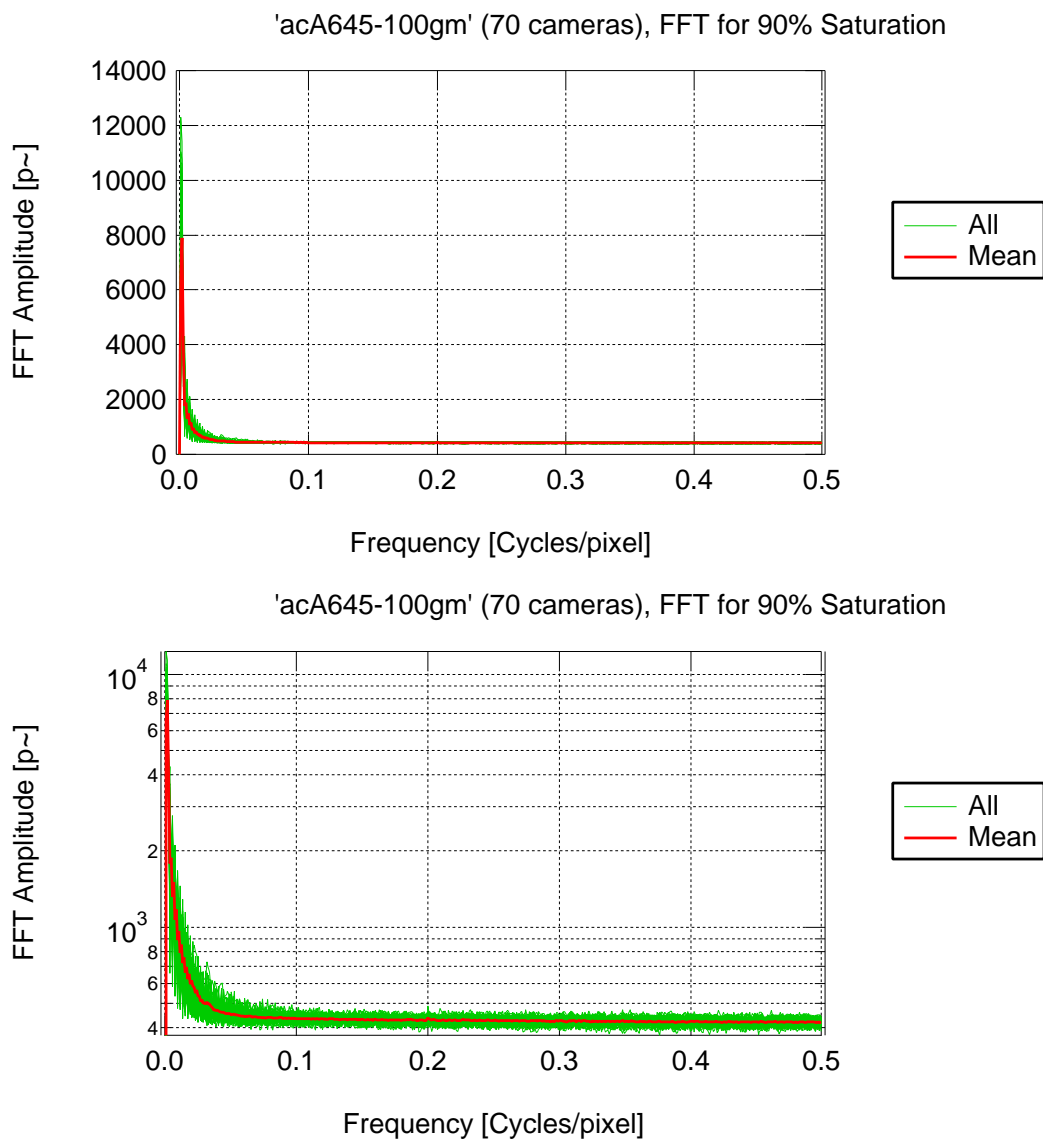 'acA645-100gm' (70 cameras), FFT for 90% Saturation
14000
12000
10000
8000
6000
4000
2000
0
FFT Amplitude [p~]
0.0 0.1 0.2 0.3 0.4 0.5
Frequency [Cycles/pixel]
All
Mean
'acA645-100gm' (70 cameras), FFT for 90% Saturation
10^4
8
6
4
2
10^3
8
6
4
FFT Amplitude [p~]
0.0 0.1 0.2 0.3 0.4 0.5
Frequency [Cycles/pixel]
All
Mean